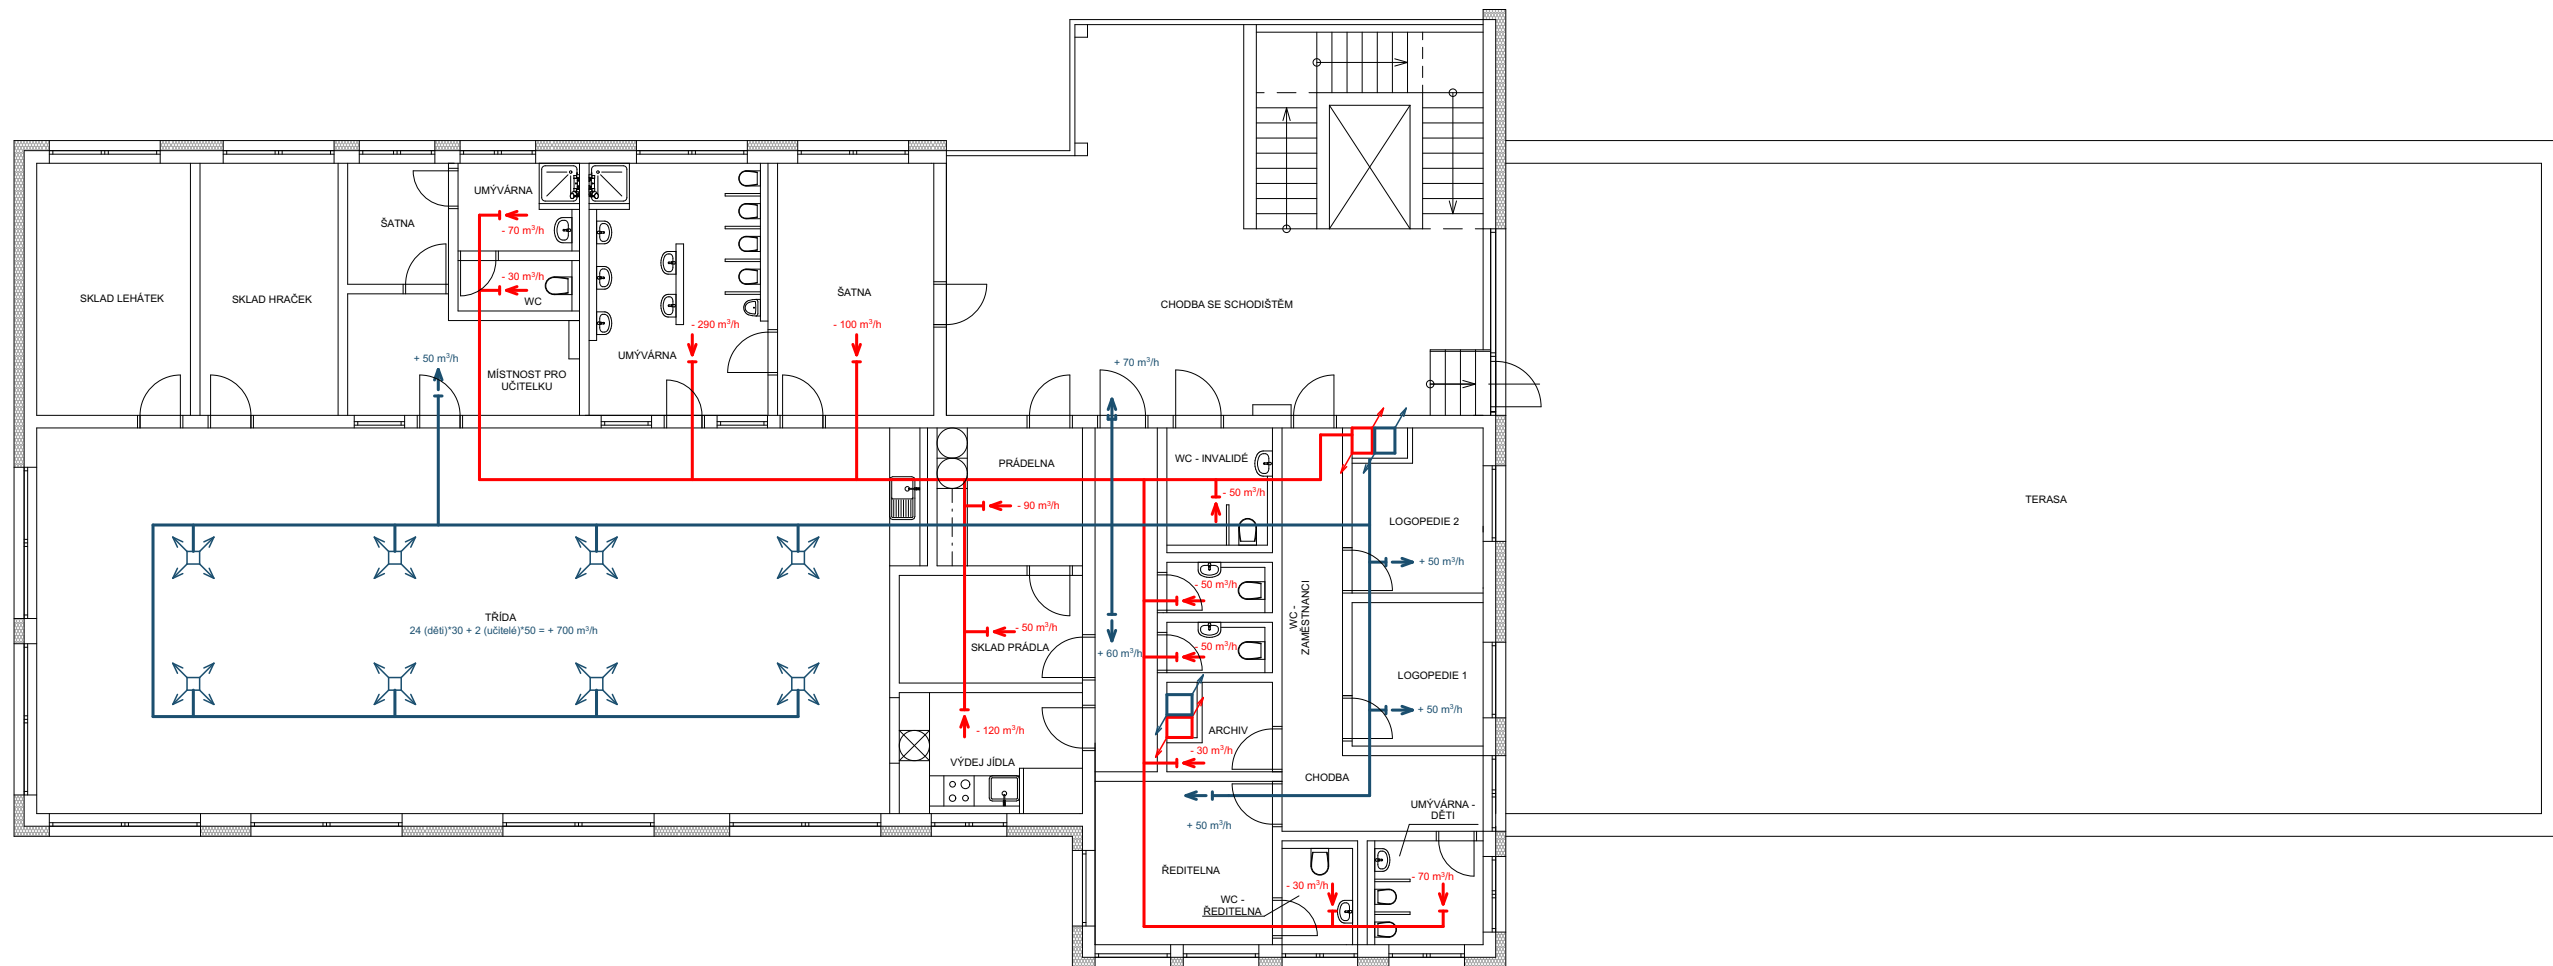 UMÝVÁRNA
- 70 m³/h
ŠATNA
- 30 m³/h
WC
SKLAD LEHÁTEK
SKLAD HRAČEK
ŠATNA
CHODBA SE SCHODIŠTĚM
- 290 m³/h
- 100 m³/h
+ 50 m³/h
UMÝVÁRNA
+ 70 m³/h
MÍSTNOST PRO
UČITELKU
PRÁDELNA
WC - INVALIDÉ
- 50 m³/h
- 90 m³/h
TERASA
LOGOPEDIE 2
+ 50 m³/h
- 50 m³/h
WC -
ZAMĚSTNANCI
TŘÍDA
24 (děti)*30 + 2 (učitelé)*50 = + 700 m³/h
- 50 m³/h
SKLAD PRÁDLA
+ 60 m³/h
- 50 m³/h
LOGOPEDIE 1
+ 50 m³/h
- 120 m³/h
ARCHIV
- 30 m³/h
VÝDEJ JÍDLA
CHODBA
UMÝVÁRNA -
DĚTI
+ 50 m³/h
ŘEDITELNA
- 30 m³/h
- 70 m³/h
WC -
ŘEDITELNA